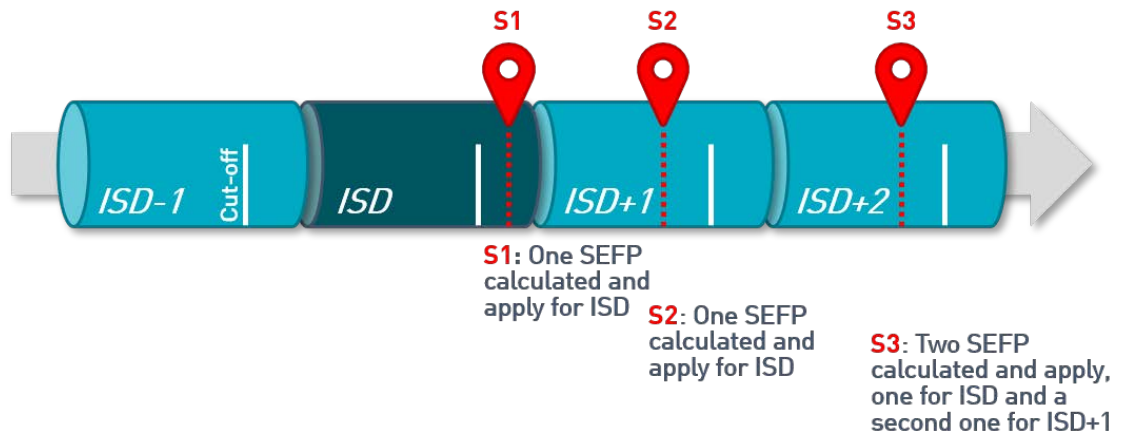 S1
S2
S3
Cut-off
ISD-1
ISD
ISD+1
ISD+2
S1: One SEFP
calculated and
apply for ISD
S2: One SEFP
calculated and
apply for ISD
S3: Two SEFP
calculated and apply,
one for ISD and a
second one for ISD+1